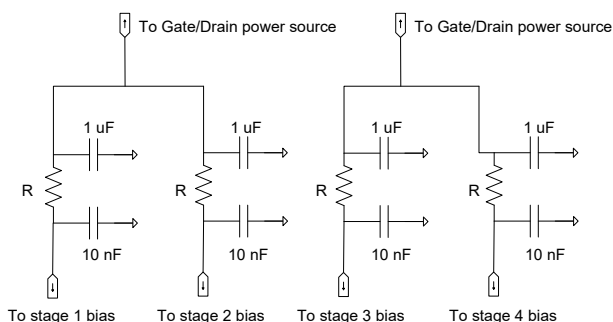 To Gate/Drain power source
To Gate/Drain power source
1 uF
1 uF
1 uF
1 uF
R
R
R
R
10 nF
10 nF
10 nF
10 nF
To stage 1 bias
To stage 2 bias
To stage 3 bias
To stage 4 bias